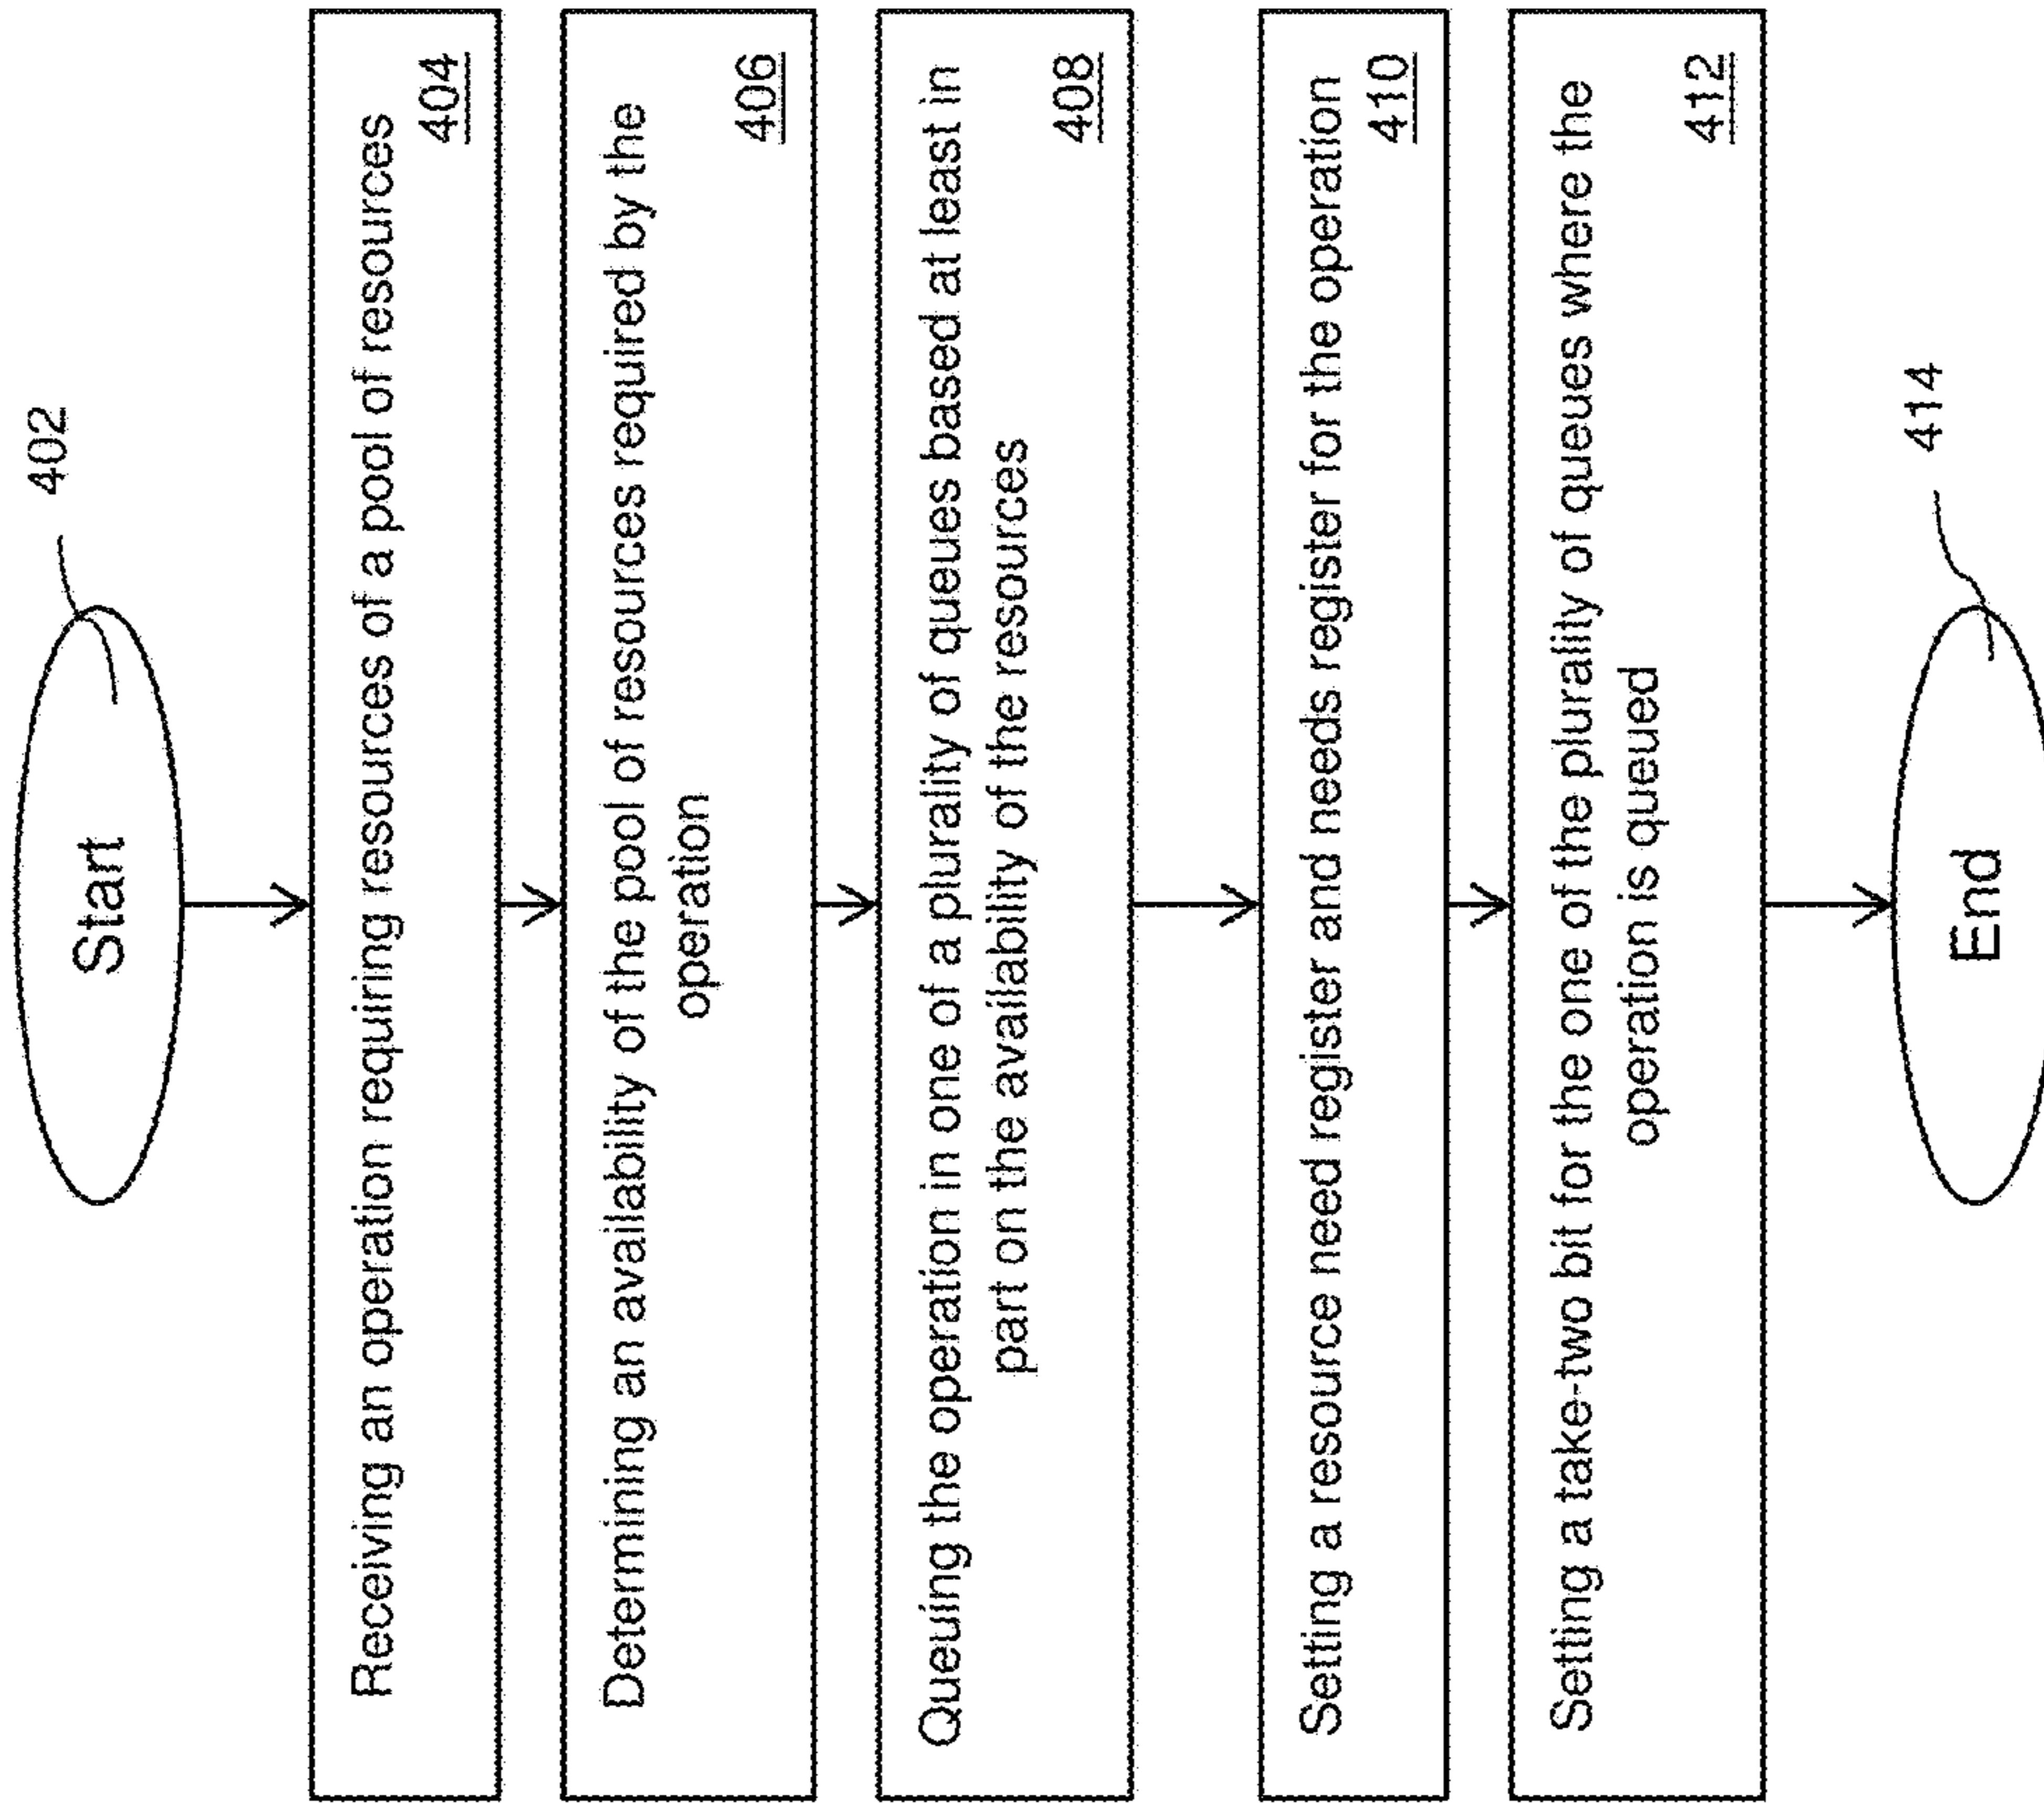 402
Start
Receiving an operation requiring resources of a pool of resources
404
Determining an availability of the pool of resources required by the
operation
406
Queuing the operation in one of a plurality of queues based at least in
part on the availability of the resources
408
Setting a resource need register and needs register for the operation
410
Setting a take-two bit for the one of the plurality of queues where the
operation is queued
412
414
End